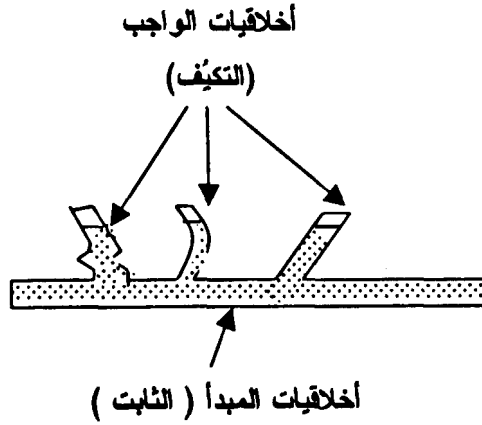 أخلاقيات الواجب
(التكيُف)
أخلاقيات المبدأ ( الثابت )